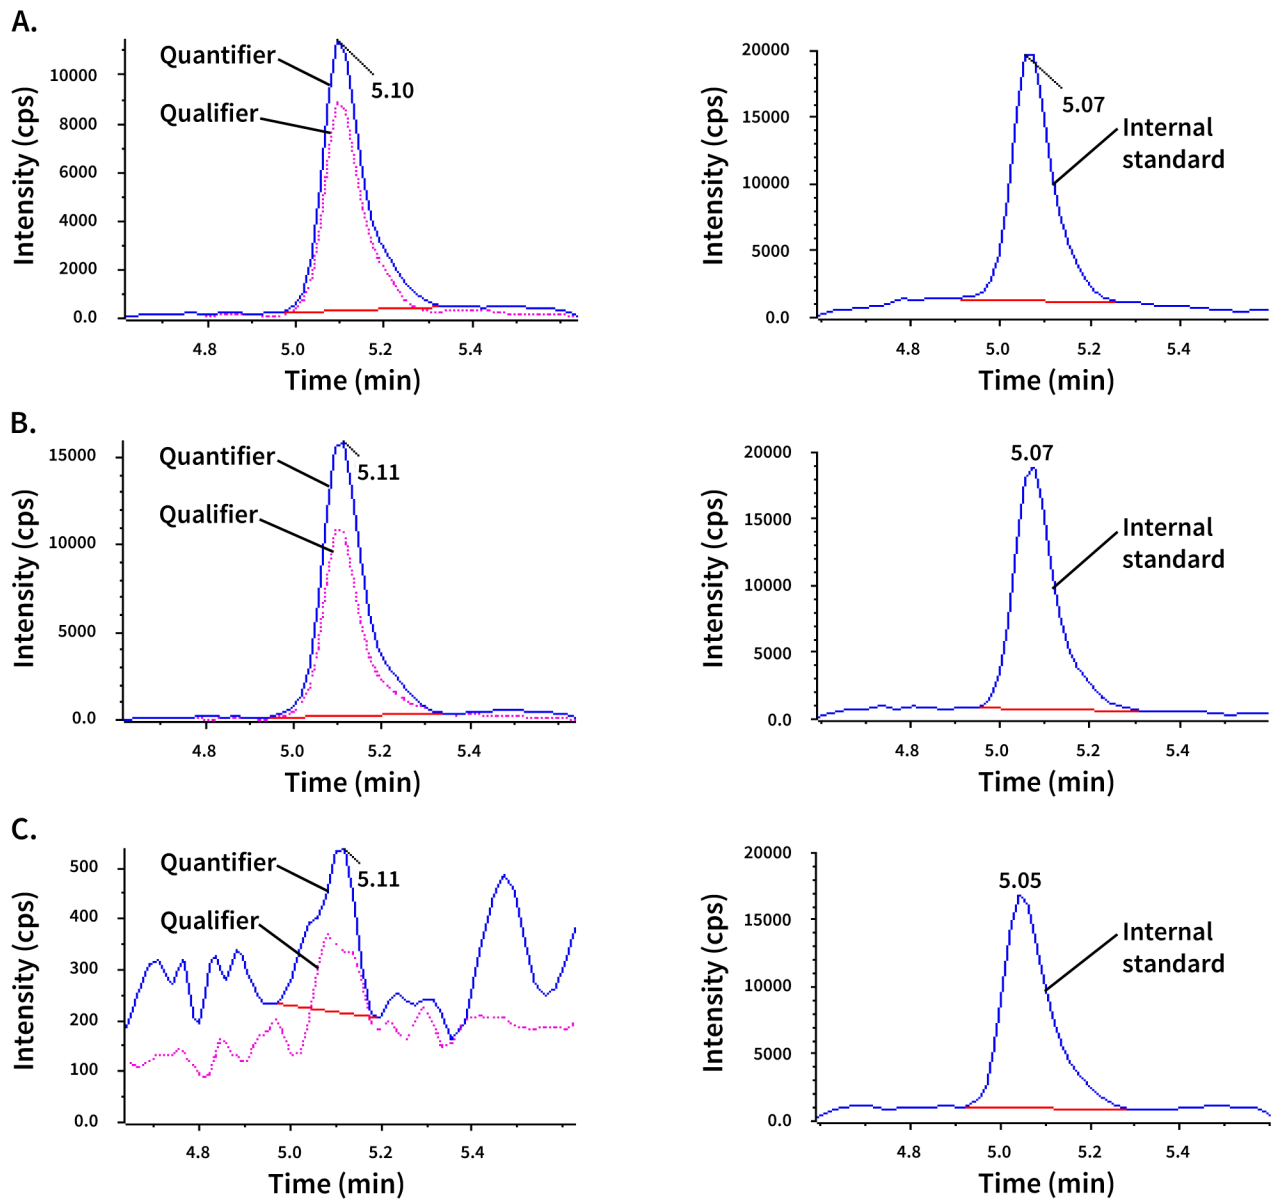 A.
Intensity (cps)
10000
8000
6000
4000
2000
0.0
Quantifier
Qualifier
5.10
4.8
5.0
5.2
5.4
Time (min)
Intensity (cps)
20000
15000
10000
5000
0.0
5.07
Internal
standard
4.8
5.0
5.2
5.4
Time (min)
B.
Intensity (cps)
15000
10000
5000
0.0
Quantifier
Qualifier
5.11
4.8
5.0
5.2
5.4
Time (min)
Intensity (cps)
20000
15000
10000
5000
0.0
5.07
Internal
standard
4.8
5.0
5.2
5.4
Time (min)
C.
Intensity (cps)
500
400
300
200
100
0.0
Quantifier
Qualifier
5.11
4.8
5.0
5.2
5.4
Time (min)
Intensity (cps)
20000
15000
10000
5000
0.0
5.05
Internal
standard
4.8
5.0
5.2
5.4
Time (min)